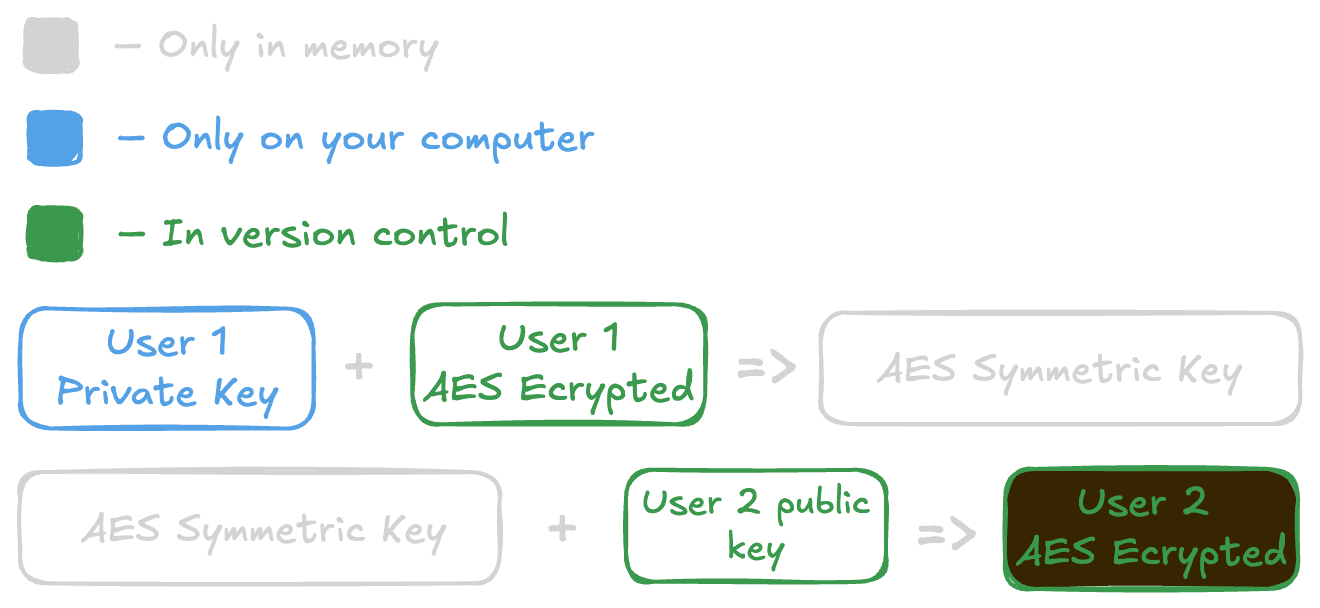 — Only in memory
— Only on your computer
— In version control
User 1
Private Key
+
User 1
AES Ecrypted
=>
AES Symmetric Key
AES Symmetric Key
+
User 2 public
key
=>
User 2
AES Ecrypted